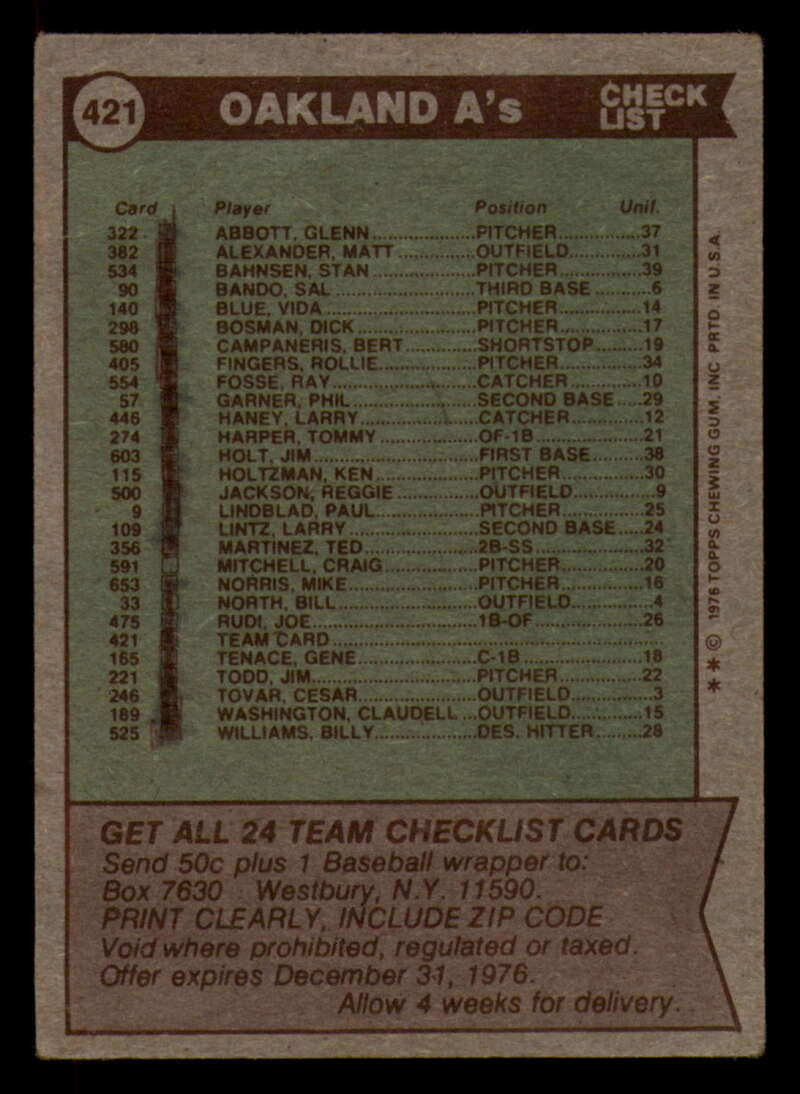 421 OAKLAND A's CHECK LIST
Card Player Position Unif.
322 ABBOTT, GLENN....................PITCHER................37
382 ALEXANDER, MATT...............OUTFIELD..............31
534 BAHNSEN, STAN....................PITCHER................39
90 BANDO, SAL..........................THIRD BASE...........6
140 BLUE, VIDA............................PITCHER................14
298 BOSMAN, DICK......................PITCHER................17
580 CAMPANERIS, BERT..............SHORTSTOP..........19
405 FINGERS, ROLLIE...................PITCHER................34
554 FOSSE, RAY...........................CATCHER..............10
57 GARNER, PHIL........................SECOND BASE.....29
446 HANEY, LARRY.......................CATCHER..............12
274 HARPER, TOMMY...................OF-1B.....................21
603 HOLT, JIM................................FIRST BASE..........38
115 HOLTZMAN, KEN....................PITCHER................30
500 JACKSON, REGGIE................OUTFIELD...............9
9 LINDBLAD, PAUL....................PITCHER................25
109 LINTZ, LARRY.........................SECOND BASE.....24
356 MARTINEZ, TED......................2B-SS.....................32
591 MITCHELL, CRAIG..................PITCHER................20
653 NORRIS, MIKE........................PITCHER................16
33 NORTH, BILL...........................OUTFIELD...............4
475 RUDI, JOE................................1B-OF.....................26
421 TEAM CARD................................................................
165 TENACE, GENE......................C-1B.......................18
221 TODD, JIM...............................PITCHER................22
246 TOVAR, CESAR......................OUTFIELD...............3
189 WASHINGTON, CLAUDELL...OUTFIELD..............15
525 WILLIAMS, BILLY....................DES. HITTER.........28
** © 1976 TOPPS CHEWING GUM, INC. PRTD. IN U.S.A.
GET ALL 24 TEAM CHECKLIST CARDS
Send 50c plus 1 Baseball wrapper to:
Box 7630 Westbury, N.Y. 11590.
PRINT CLEARLY, INCLUDE ZIP CODE
Void where prohibited, regulated or taxed.
Offer expires December 31, 1976.
Allow 4 weeks for delivery.